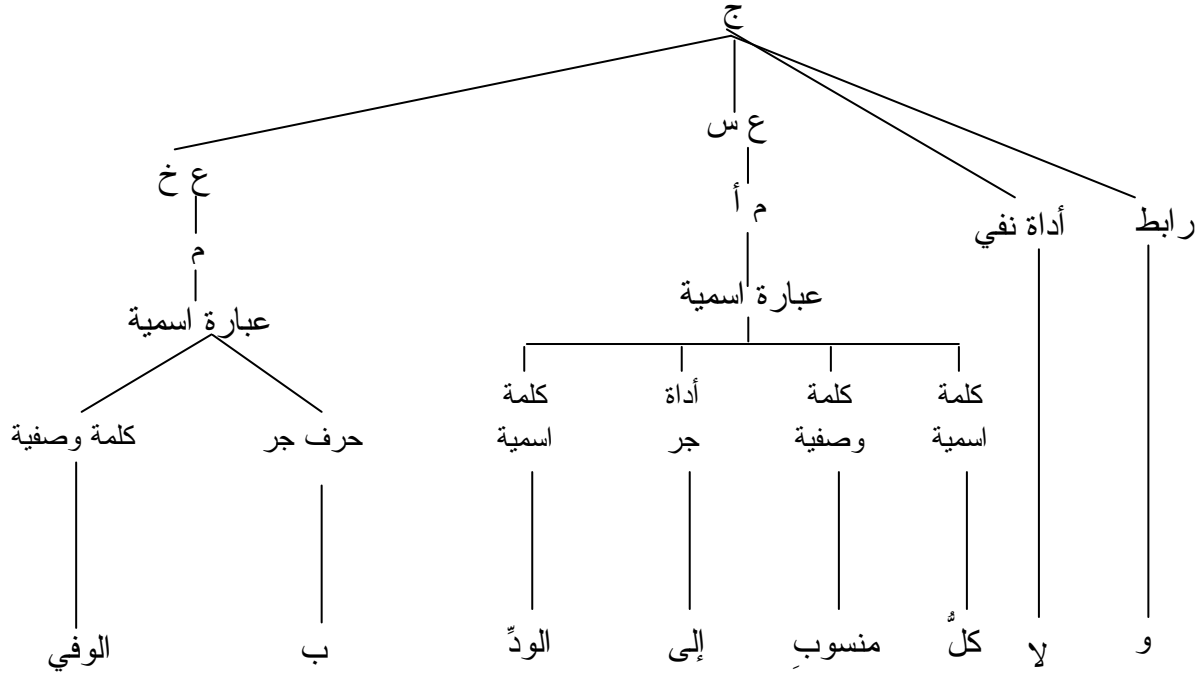 ج
ع س
ع خ
م أ
رابط
أداة نفي
م
عبارة اسمية
عبارة اسمية
كلمة
اسمية
كلمة
وصفية
أداة
جر
كلمة
اسمية
حرف جر
كلمة وصفية
و
لا
كلُّ
منسوبِ
إلى
الودِّ
ب
الوفي